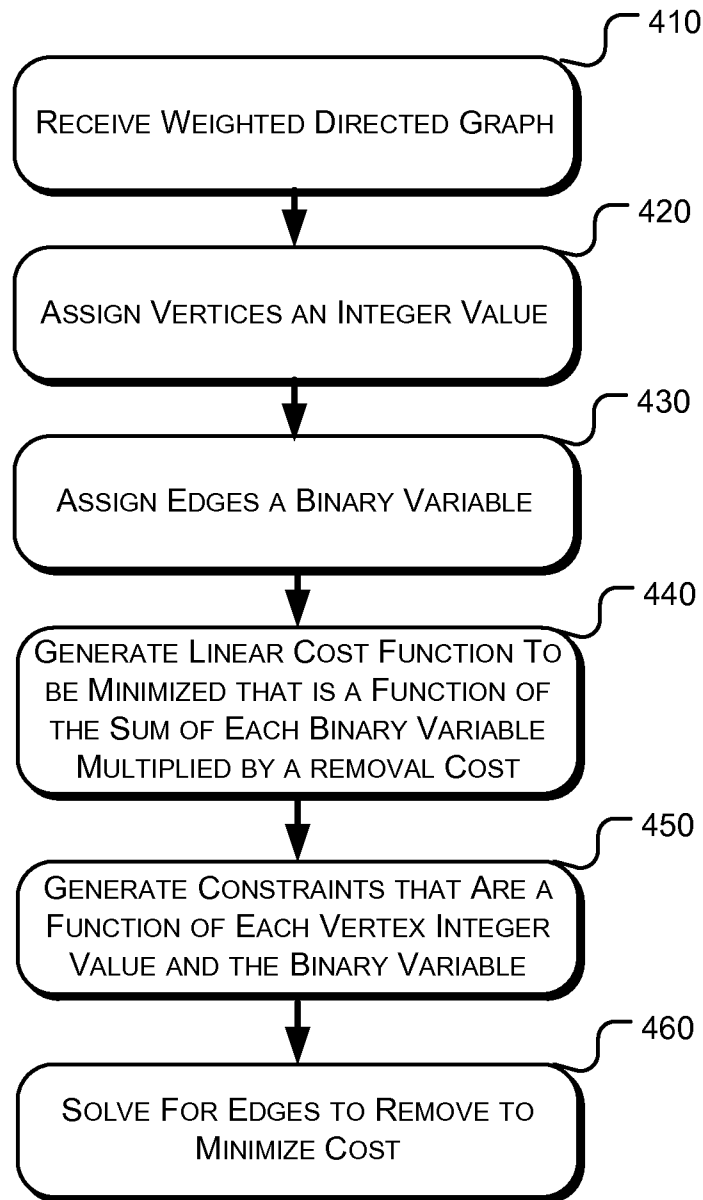 410
RECEIVE WEIGHTED DIRECTED GRAPH
420
ASSIGN VERTICES AN INTEGER VALUE
430
ASSIGN EDGES A BINARY VARIABLE
440
GENERATE LINEAR COST FUNCTION TO
BE MINIMIZED THAT IS A FUNCTION OF
THE SUM OF EACH BINARY VARIABLE
MULTIPLIED BY A REMOVAL COST
450
GENERATE CONSTRAINTS THAT ARE A
FUNCTION OF EACH VERTEX INTEGER
VALUE AND THE BINARY VARIABLE
460
SOLVE FOR EDGES TO REMOVE TO
MINIMIZE COST